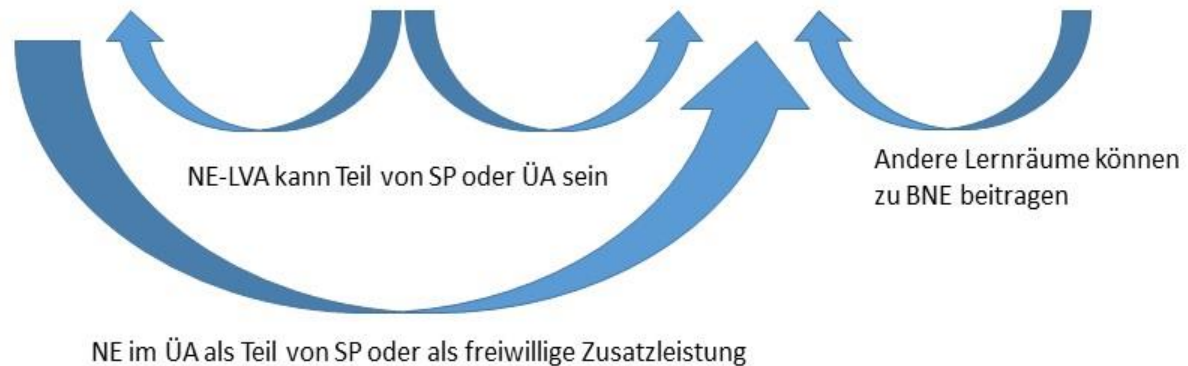 NE-LVA kann Teil von SP oder ÜA sein
Andere Lernräume können
zu BNE beitragen
NE im ÜA als Teil von SP oder als freiwillige Zusatzleistung